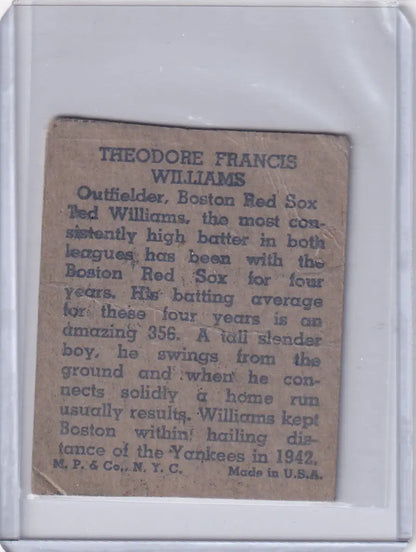 THEODORE FRANCIS
WILLIAMS
Outfielder, Boston Red Sox
Ted Williams, the most con-
sistently high batter in both
leagues has been with the
Boston Red Sox for four
years. His batting average
for these four years is an
amazing 356. A tall slender
boy, he swings from the
ground and when he con-
nects solidly a home run
usually results. Williams kept
Boston within hailing dis-
tance of the Yankees in 1942.
M. P. & Co., N. Y. C. Made in U.S.A.